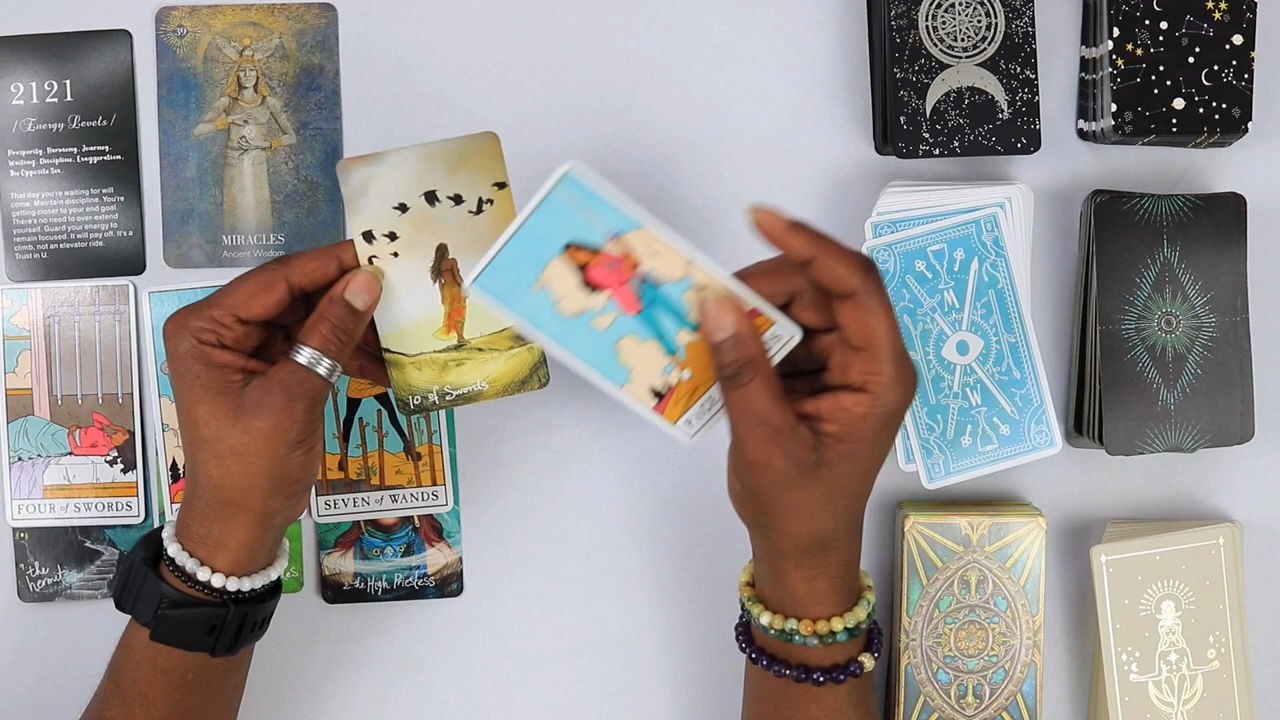 2121
/Energy Levels/
Prosperity, Harmony, Journey,
Waiting, Discipline, Exaggeration,
The Opposite Sex.
That day you're waiting for will
come. Maintain discipline. You're
getting closer to your end goal.
There's no need to over-extend
yourself. Guard your energy to
remain focused. It will pay off. It's a
climb, not an elevator ride.
Trust in U.
39
MIRACLES
Ancient Wisdom
10 of Swords
FOUR of SWORDS
SEVEN of WANDS
9 the
hermit
2 the High Priestess
M
W